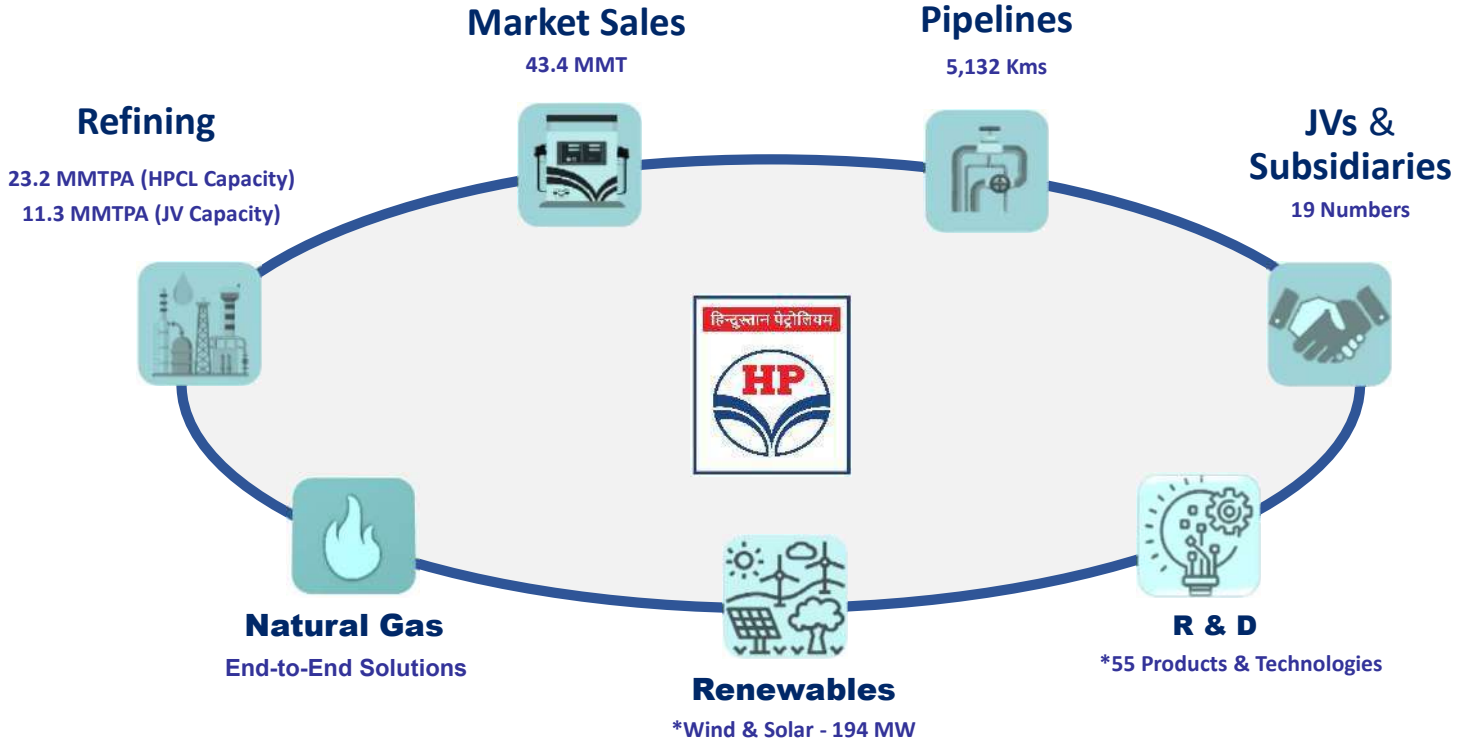 Market Sales
43.4 MMT
Pipelines
5,132 Kms
Refining
23.2 MMTPA (HPCL Capacity)
11.3 MMTPA (JV Capacity)
JVs &
Subsidiaries
19 Numbers
हिन्दुस्तान पेट्रोलियम
HP
Natural Gas
End-to-End Solutions
Renewables
*Wind & Solar - 194 MW
R & D
*55 Products & Technologies